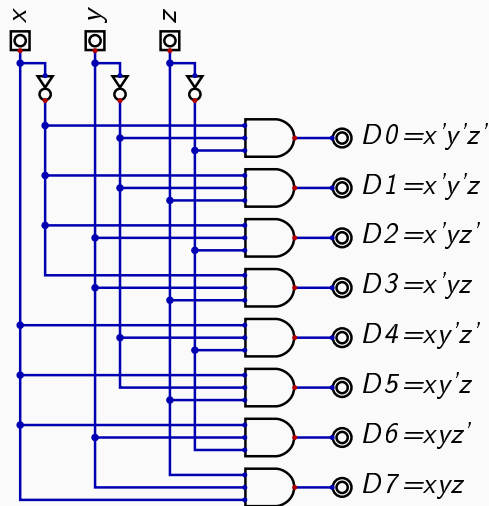 x y z
D0=x'y'z'
D1=x'y'z
D2=x'yz'
D3=x'yz
D4=xy'z'
D5=xy'z
D6=xyz'
D7=xyz